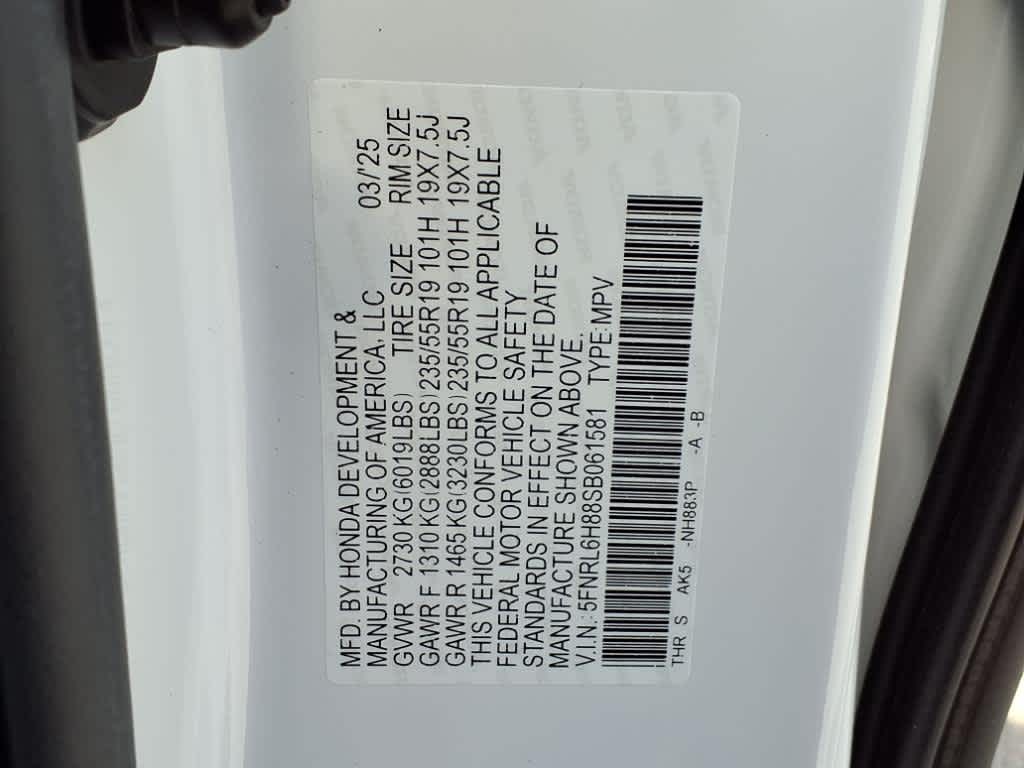 MFD. BY HONDA DEVELOPMENT &
MANUFACTURING OF AMERICA, LLC 03/'25
GVWR 2730 KG(6019LBS) TIRE SIZE RIM SIZE
GAWR F 1310 KG(2888LBS)235/55R19 101H 19X7.5J
GAWR R 1465 KG(3230LBS)235/55R19 101H 19X7.5J
THIS VEHICLE CONFORMS TO ALL APPLICABLE
FEDERAL MOTOR VEHICLE SAFETY
STANDARDS IN EFFECT ON THE DATE OF
MANUFACTURE SHOWN ABOVE.
V.I.N.:5FNRL6H88SB061581 TYPE:MPV
THR S AK5 -NH883P -A -B